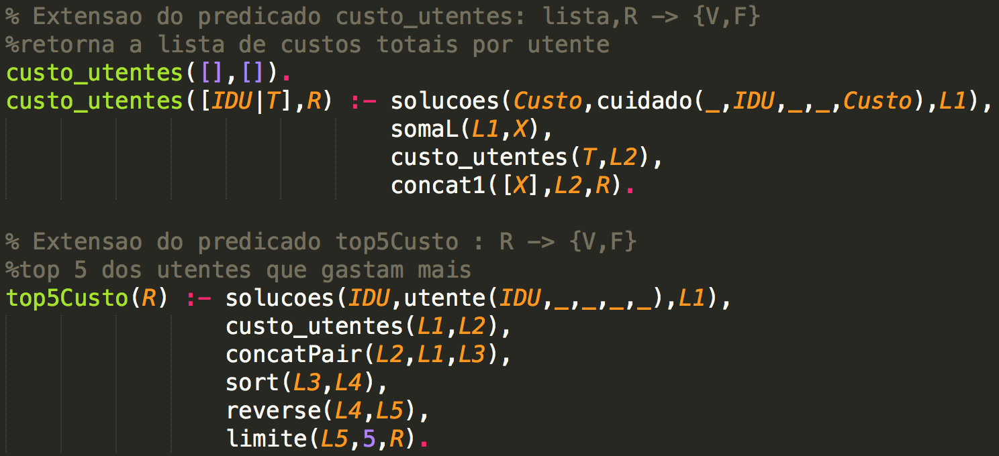 % Extensao do predicado custo_utentes: lista,R -> {V,F}
%retorna a lista de custos totais por utente
custo_utentes([],[]).
custo_utentes([IDU|T],R) :- solucoes(Custo,cuidado(_,IDU,_,_,Custo),L1),
somaL(L1,X),
custo_utentes(T,L2),
concat1([X],L2,R).
% Extensao do predicado top5Custo : R -> {V,F}
%top 5 dos utentes que gastam mais
top5Custo(R) :- solucoes(IDU,utente(IDU,_,_,_,_),L1),
custo_utentes(L1,L2),
concatPair(L2,L1,L3),
sort(L3,L4),
reverse(L4,L5),
limite(L5,5,R).